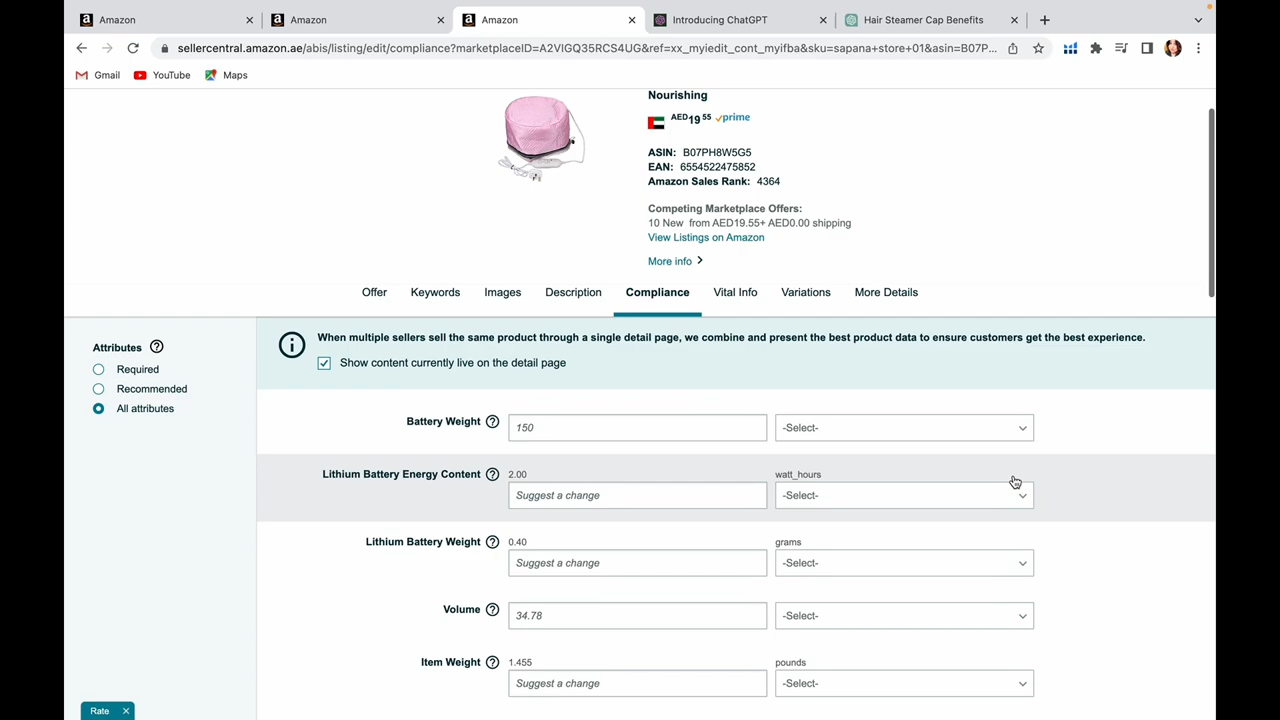 Amazon
Amazon
Amazon
Introducing ChatGPT
Hair Steamer Cap Benefits
sellercentral.amazon.ae/abis/listing/edit/compliance?marketplaceID=A2VIGQ35RCS4UG&ref=xx_myiedit_cont_myifba&sku=sapana+store+01&asin=B07P...
Gmail
YouTube
Maps
Nourishing
AED19 55 prime
ASIN: B07PH8W5G5
EAN: 6554522475852
Amazon Sales Rank: 4364
Competing Marketplace Offers:
10 New from AED19.55+ AED0.00 shipping
View Listings on Amazon
More info
Offer Keywords Images Description Compliance Vital Info Variations More Details
Attributes
Required
Recommended
All attributes
When multiple sellers sell the same product through a single detail page, we combine and present the best product data to ensure customers get the best experience.
Show content currently live on the detail page
Battery Weight 150 -Select-
Lithium Battery Energy Content 2.00 watt_hours
Suggest a change -Select-
Lithium Battery Weight 0.40 grams
Suggest a change -Select-
Volume 34.78 -Select-
Item Weight 1.455 pounds
Suggest a change -Select-
Rate